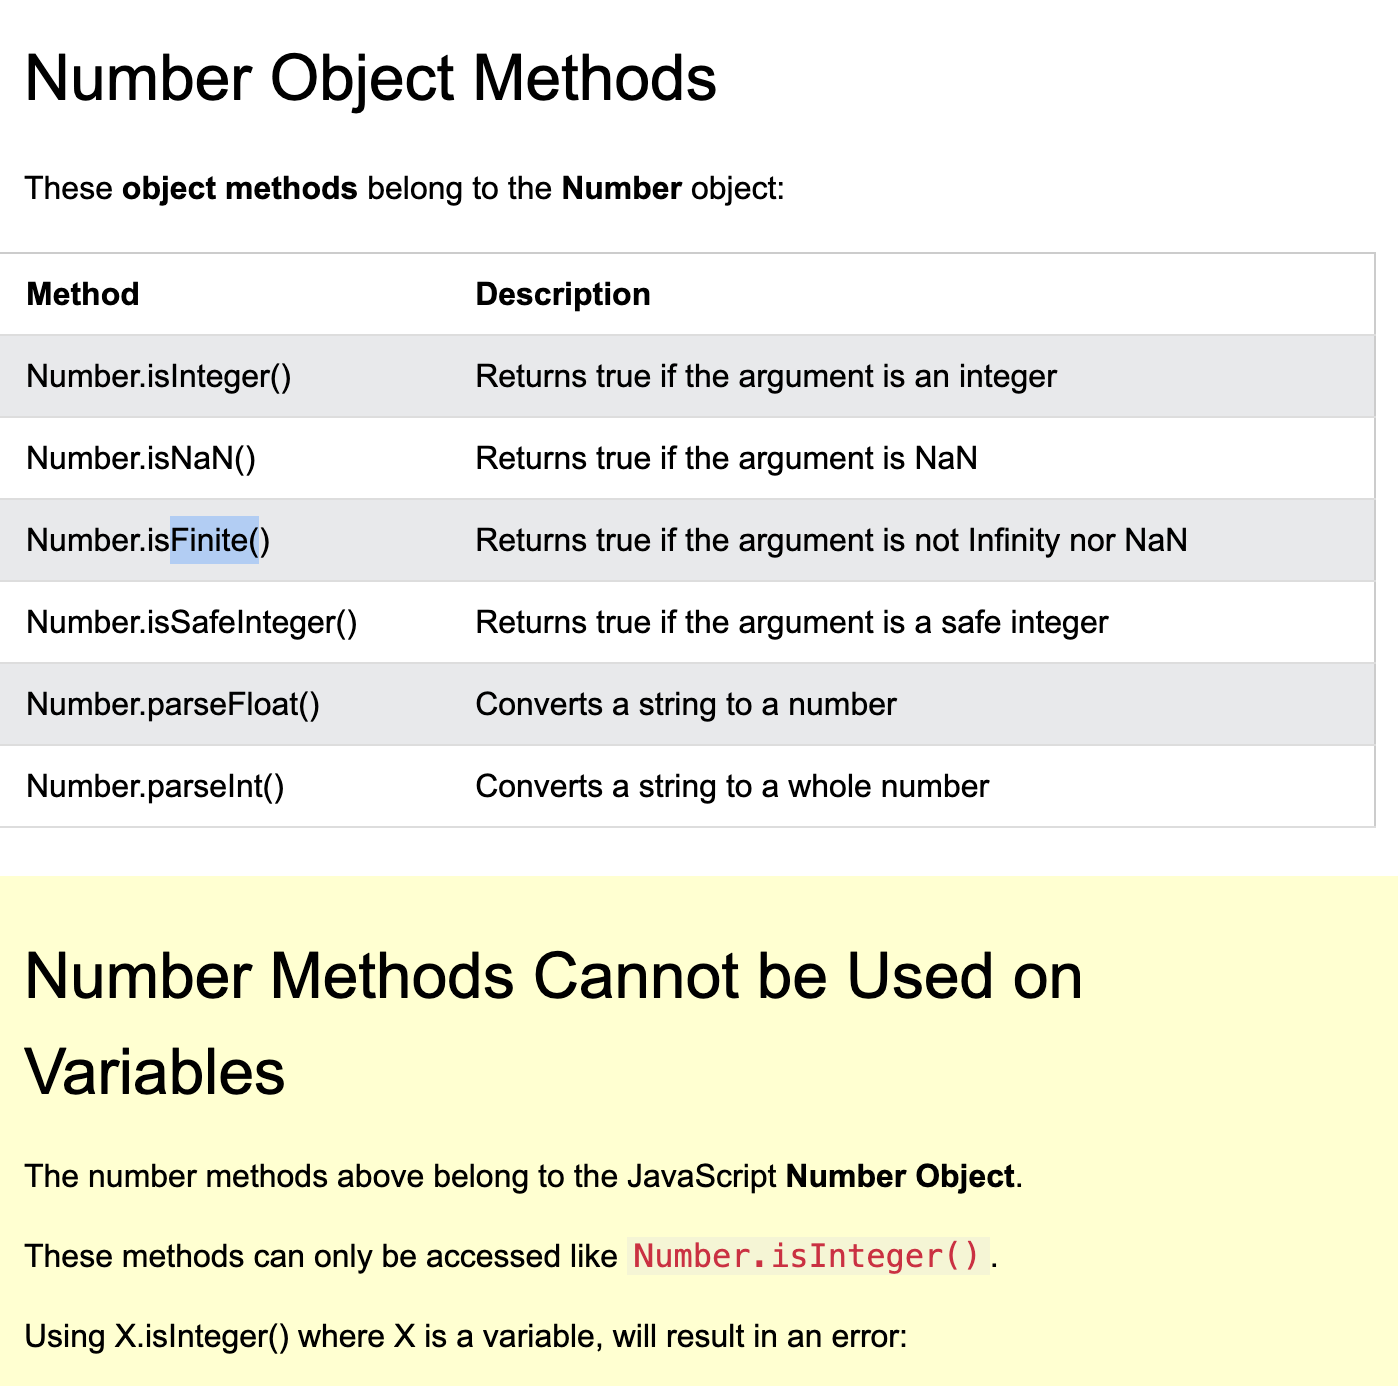 Number Object Methods
These object methods belong to the Number object:
Method Description
Number.isInteger() Returns true if the argument is an integer
Number.isNaN() Returns true if the argument is NaN
Number.isFinite() Returns true if the argument is not Infinity nor NaN
Number.isSafeInteger() Returns true if the argument is a safe integer
Number.parseFloat() Converts a string to a number
Number.parseInt() Converts a string to a whole number
Number Methods Cannot be Used on
Variables
The number methods above belong to the JavaScript Number Object.
These methods can only be accessed like Number.isInteger().
Using X.isInteger() where X is a variable, will result in an error: